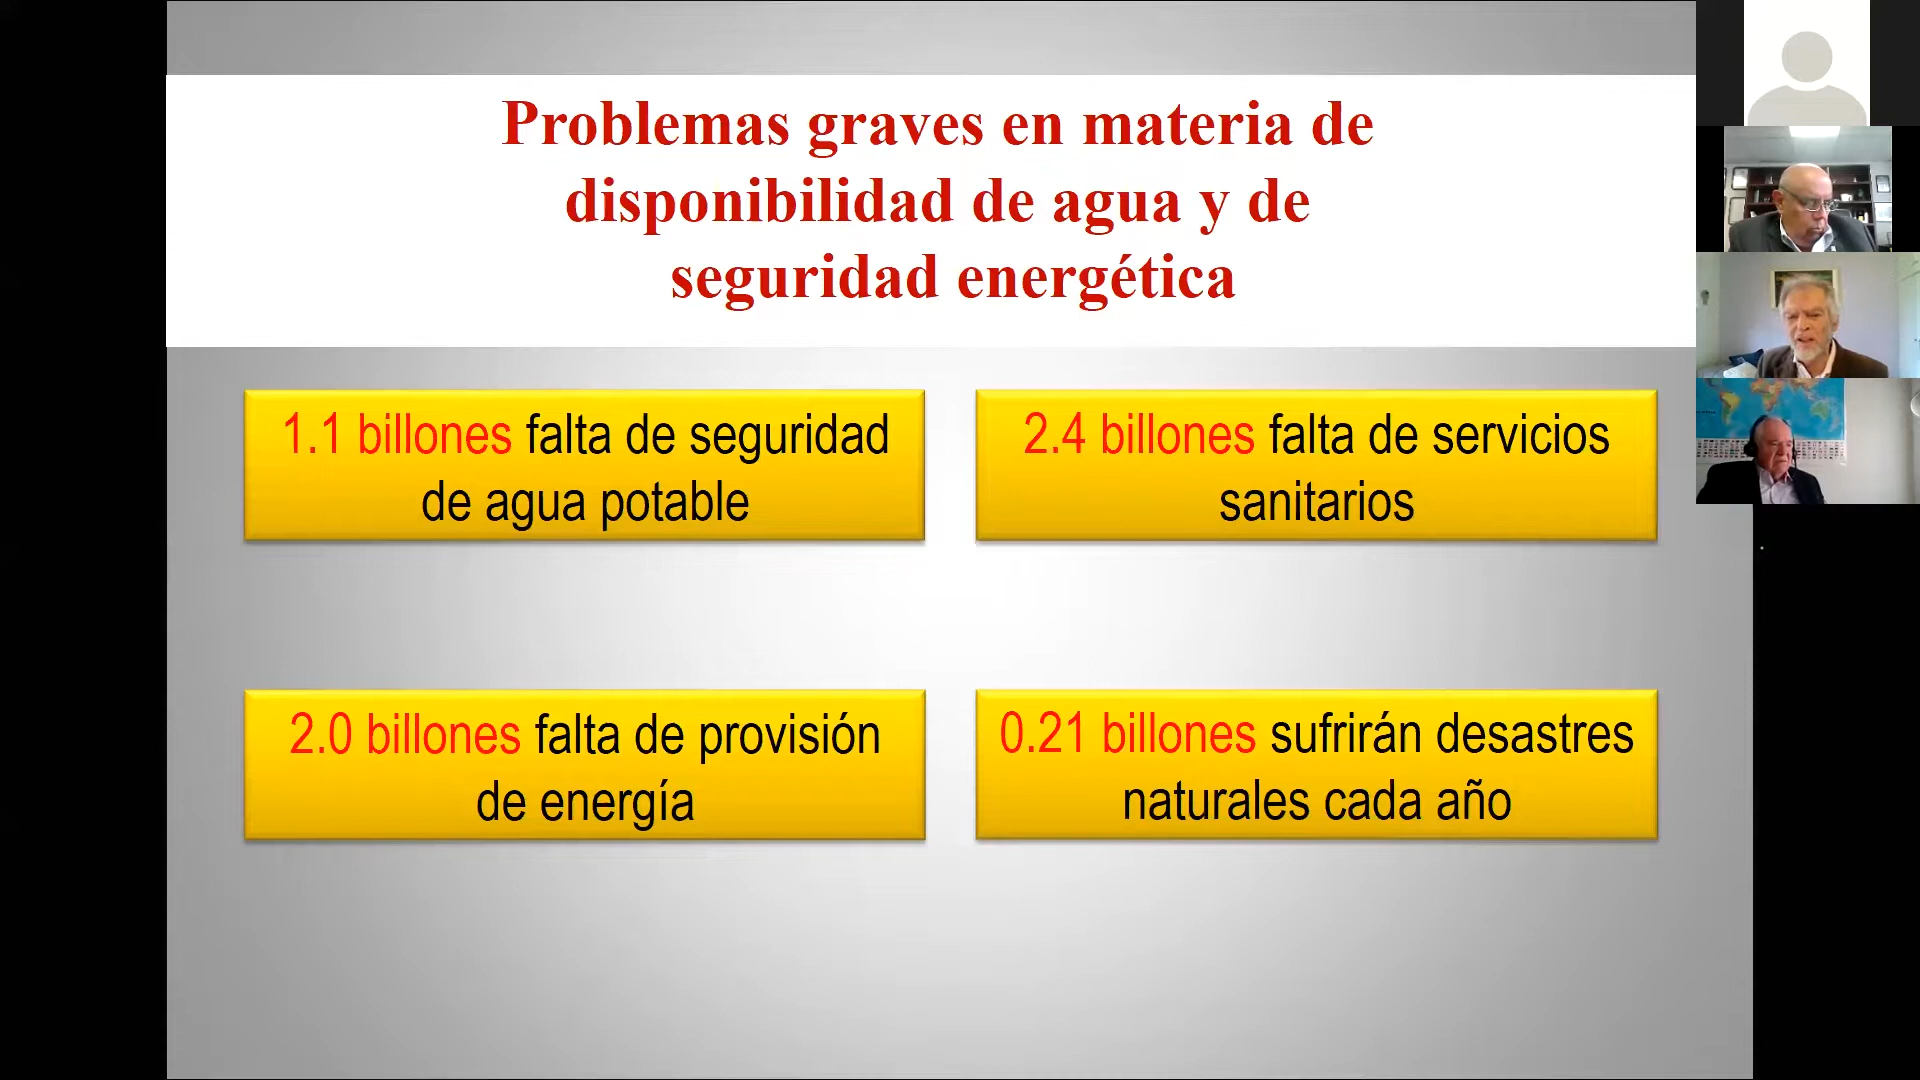 Problemas graves en materia de
disponibilidad de agua y de
seguridad energética
1.1 billones falta de seguridad
de agua potable
2.4 billones falta de servicios
sanitarios
2.0 billones falta de provisión
de energía
0.21 billones sufrirán desastres
naturales cada año